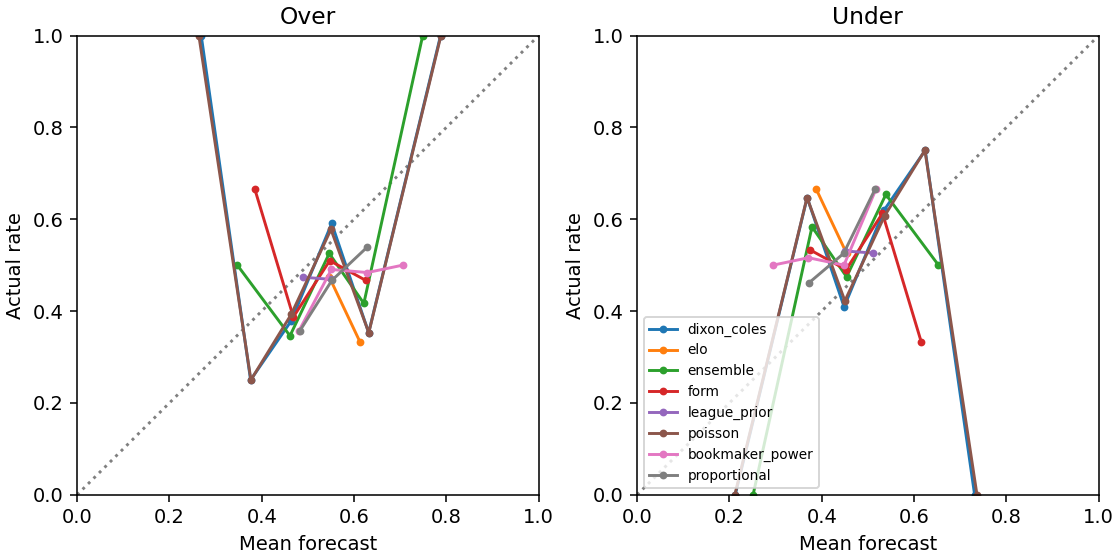 Over
Under
1.0
0.8
0.6
0.4
0.2
0.0
Actual rate
0.0 0.2 0.4 0.6 0.8 1.0
Mean forecast
1.0
0.8
0.6
0.4
0.2
0.0
Actual rate
dixon_coles
elo
ensemble
form
league_prior
poisson
bookmaker_power
proportional
0.0 0.2 0.4 0.6 0.8 1.0
Mean forecast